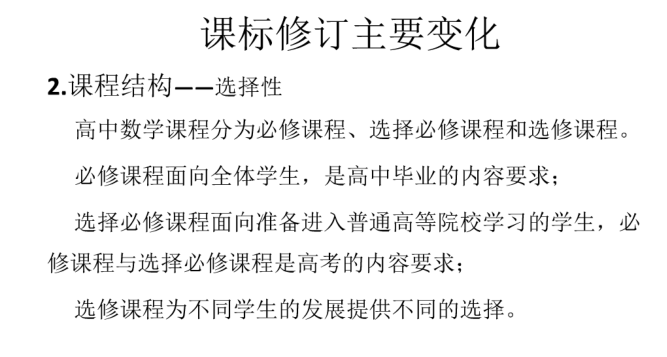 课标修订主要变化
2.课程结构——选择性
高中数学课程分为必修课程、选择必修课程和选修课程。
必修课程面向全体学生，是高中毕业的内容要求；
选择必修课程面向准备进入普通高等院校学习的学生，必
修课程与选择必修课程是高考的内容要求；
选修课程为不同学生的发展提供不同的选择。